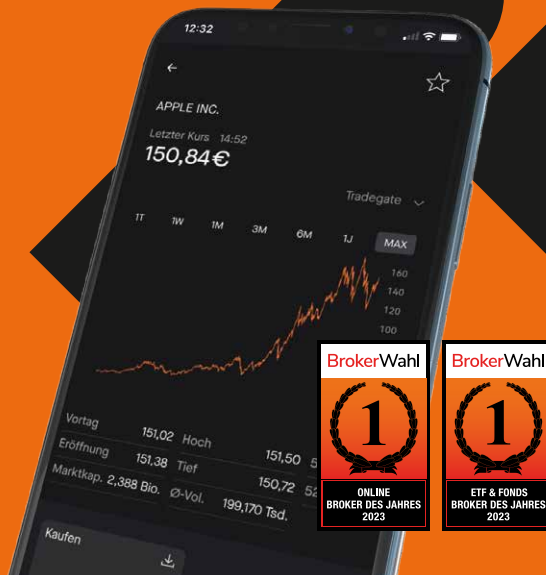 12:32
APPLE INC.
Letzter Kurs 14:52
150,84€
Tradegate
1T 1W 1M 3M 6M 1J MAX
160
140
120
100
Vortag 151,02 Hoch 151,50 5
Eröffnung 151,38 Tief 150,72 52
Marktkap. 2,388 Bio. Ø-Vol. 199,170 Tsd.
Kaufen
BrokerWahl
1
ONLINE
BROKER DES JAHRES
2023
BrokerWahl
1
ETF & FONDS
BROKER DES JAHRES
2023